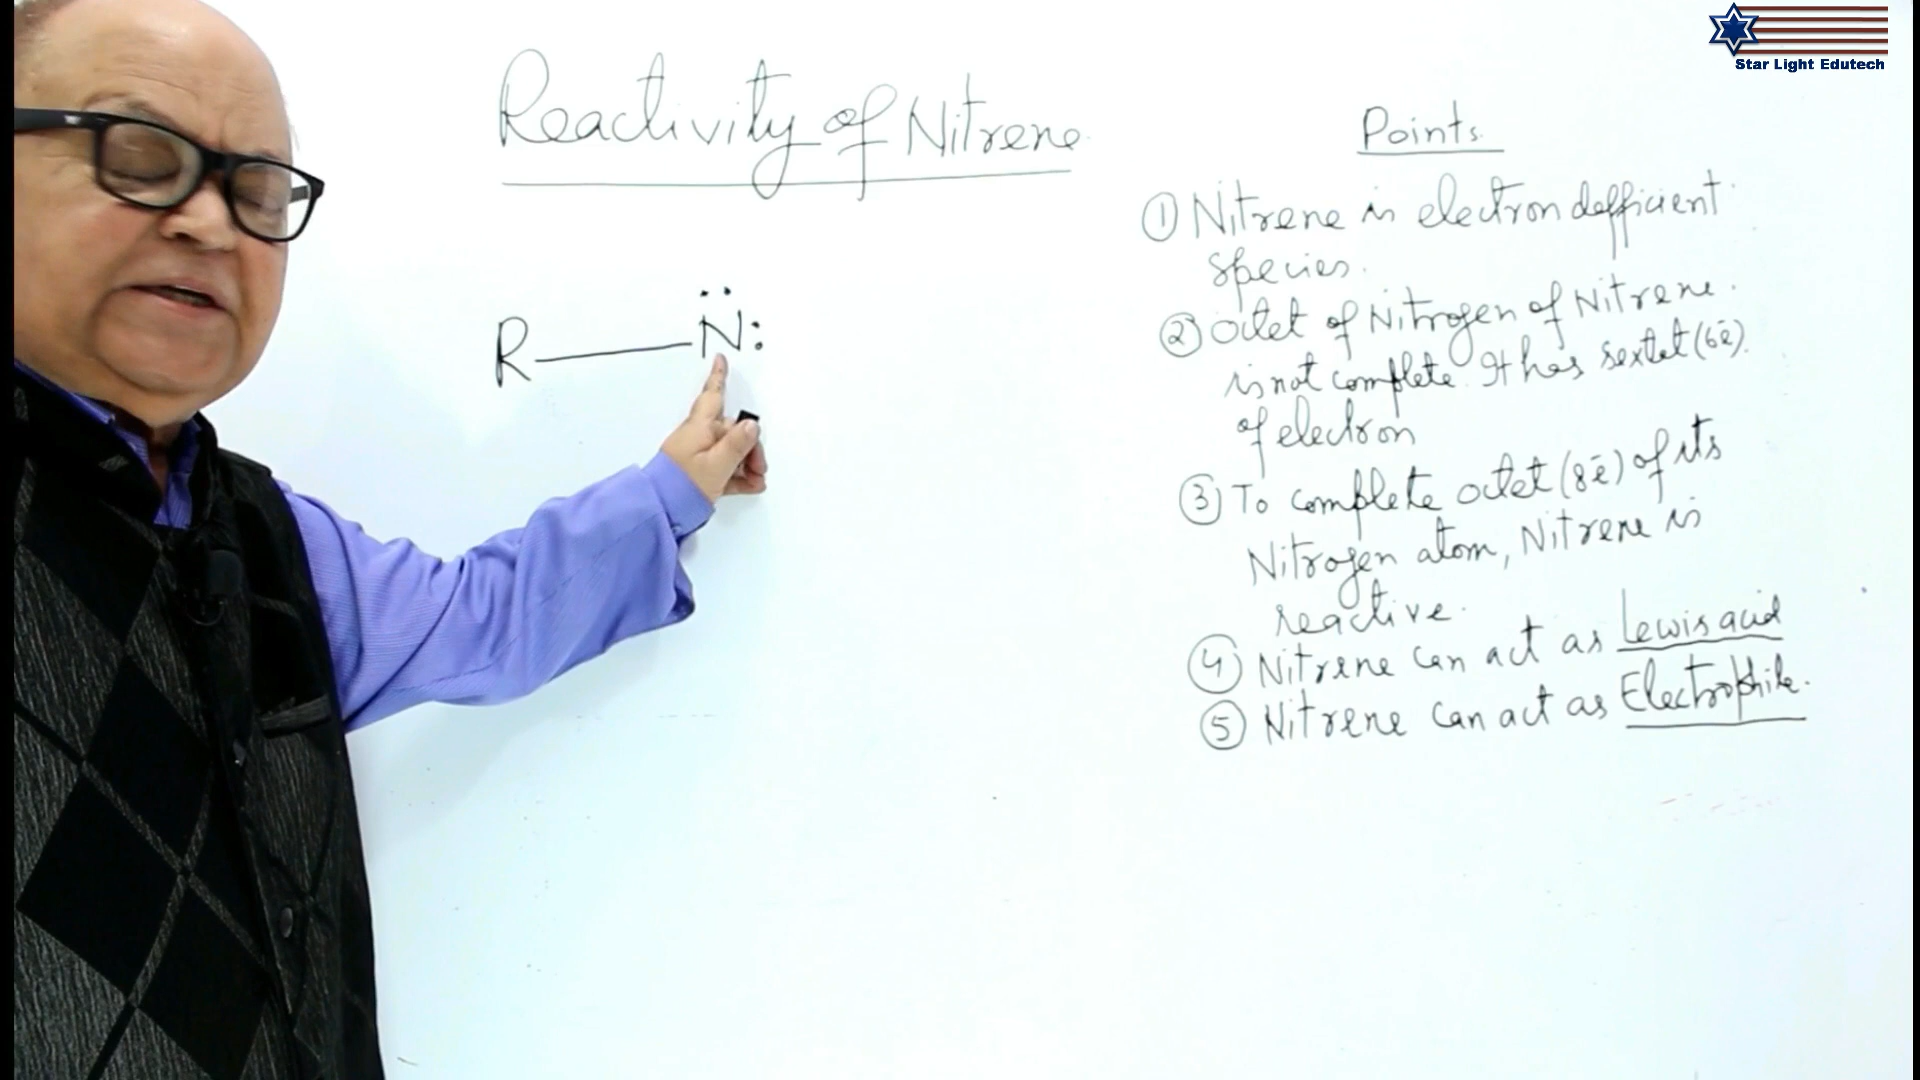 Star Light Edutech
Reactivity of Nitrene
R — N:
Points
① Nitrene is electron defficient
species.
② Octet of Nitrogen of Nitrene
is not complete. It has sextet (6ē)
of electron
③ To complete octet (8ē) of its
Nitrogen atom, Nitrene is
reactive.
④ Nitrene can act as Lewis acid
⑤ Nitrene can act as Electrophile.